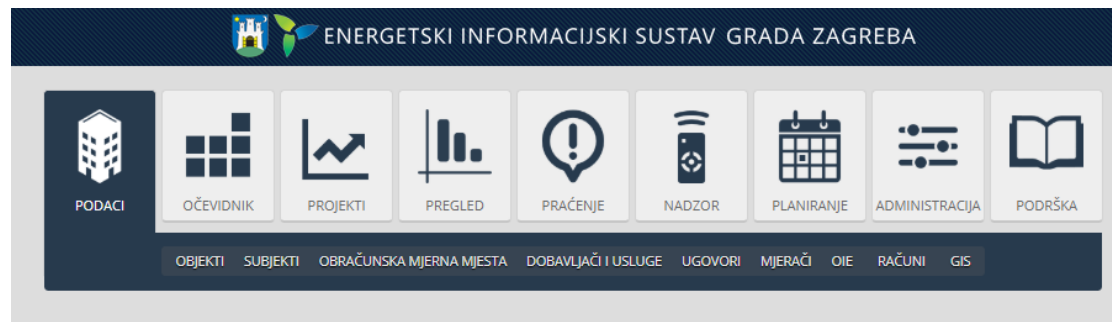 ENERGETSKI INFORMACIJSKI SUSTAV GRADA ZAGREBA
PODACI OČEVIDNIK PROJEKTI PREGLED PRAĆENJE NADZOR PLANIRANJE ADMINISTRACIJA PODRŠKA
OBJEKTI SUBJEKTI OBRAČUNSKA MJERNA MJESTA DOBAVLJAČI I USLUGE UGOVORI MJERAČI OIE RAČUNI GIS